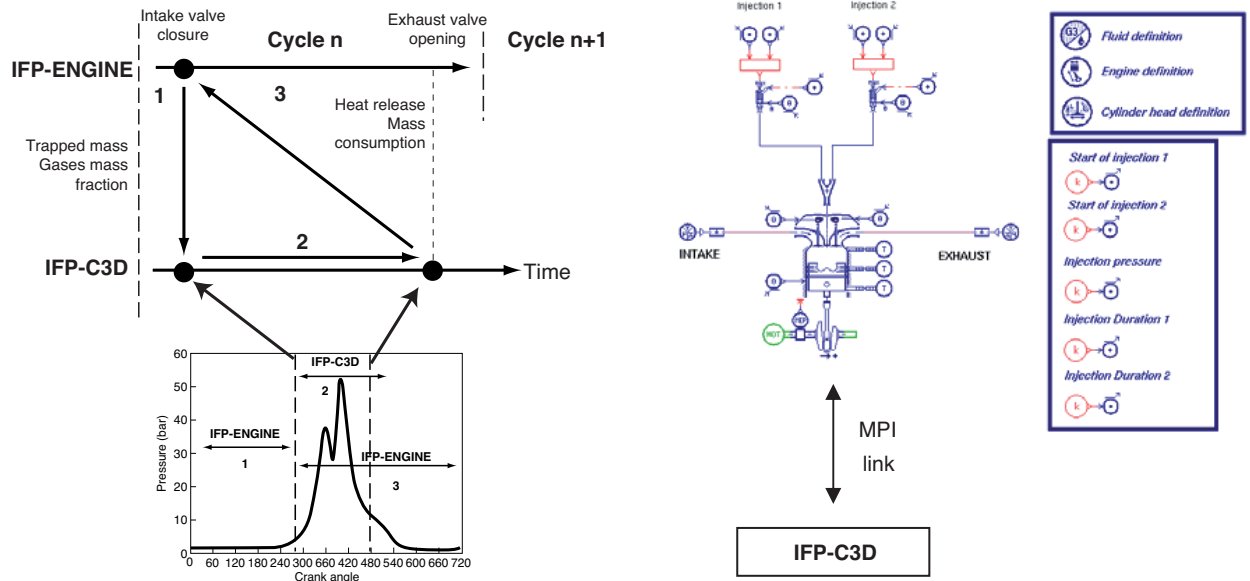 Intake valve
closure
Cycle n
Exhaust valve
opening
Cycle n+1
IFP-ENGINE
1
3
Heat release
Mass
consumption
Trapped mass
Gases mass
fraction
2
IFP-C3D
Time
60
50
40
30
20
10
0
Pressure (bar)
IFP-C3D
2
IFP-ENGINE
1
IFP-ENGINE
3
0 60 120 180 240 300 360 420 480 540 600 660 720
Crank angle
Injection 1
Injection 2
INTAKE
EXHAUST
θ
θ
θ
θ
θ
T
T
T
MOT
MPI
link
IFP-C3D
Fluid definition
Engine definition
Cylinder head definition
Start of injection 1
k
Start of injection 2
k
Injection pressure
k
Injection Duration 1
k
Injection Duration 2
k